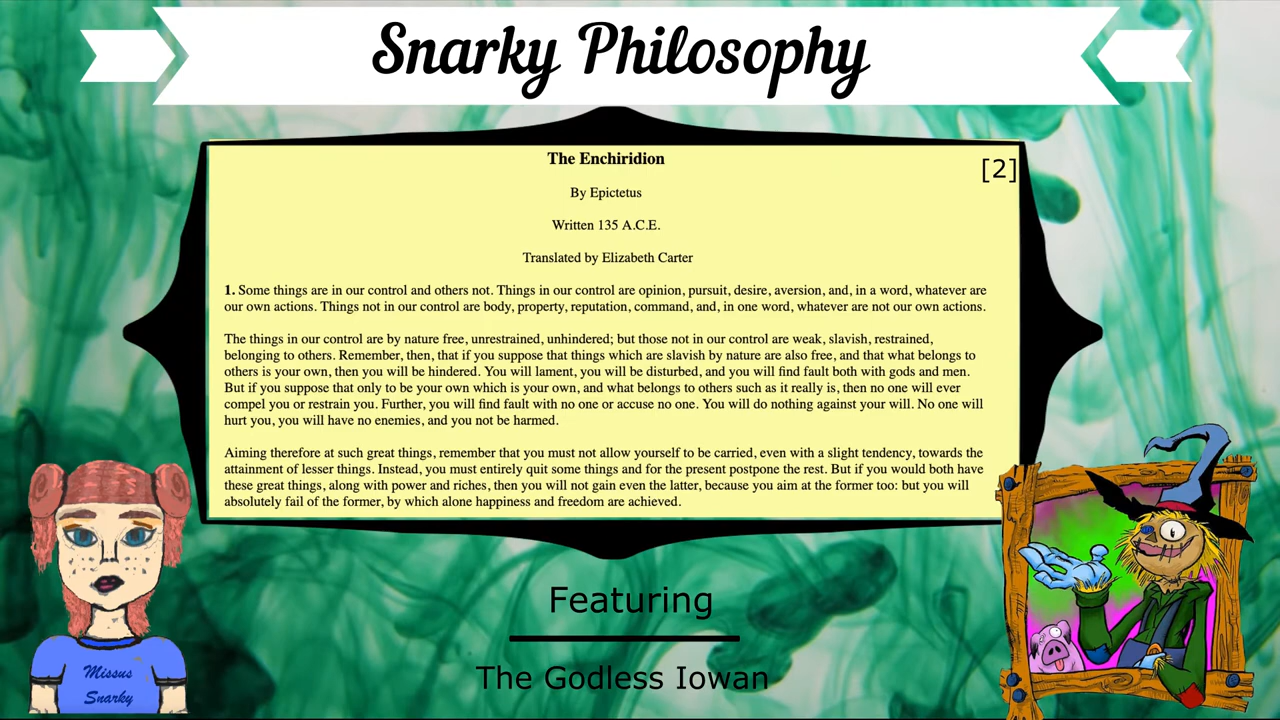 Snarky Philosophy
The Enchiridion
[2]
By Epictetus
Written 135 A.C.E.
Translated by Elizabeth Carter
1. Some things are in our control and others not. Things in our control are opinion, pursuit, desire, aversion, and, in a word, whatever are
our own actions. Things not in our control are body, property, reputation, command, and, in one word, whatever are not our own actions.
The things in our control are by nature free, unrestrained, unhindered; but those not in our control are weak, slavish, restrained,
belonging to others. Remember, then, that if you suppose that things which are slavish by nature are also free, and that what belongs to
others is your own, then you will be hindered. You will lament, you will be disturbed, and you will find fault both with gods and men.
But if you suppose that only to be your own which is your own, and what belongs to others such as it really is, then no one will ever
compel you or restrain you. Further, you will find fault with no one or accuse no one. You will do nothing against your will. No one will
hurt you, you will have no enemies, and you not be harmed.
Aiming therefore at such great things, remember that you must not allow yourself to be carried, even with a slight tendency, towards the
attainment of lesser things. Instead, you must entirely quit some things and for the present postpone the rest. But if you would both have
these great things, along with power and riches, then you will not gain even the latter, because you aim at the former too: but you will
absolutely fail of the former, by which alone happiness and freedom are achieved.
Featuring
The Godless Iowan
Missus
Snarky